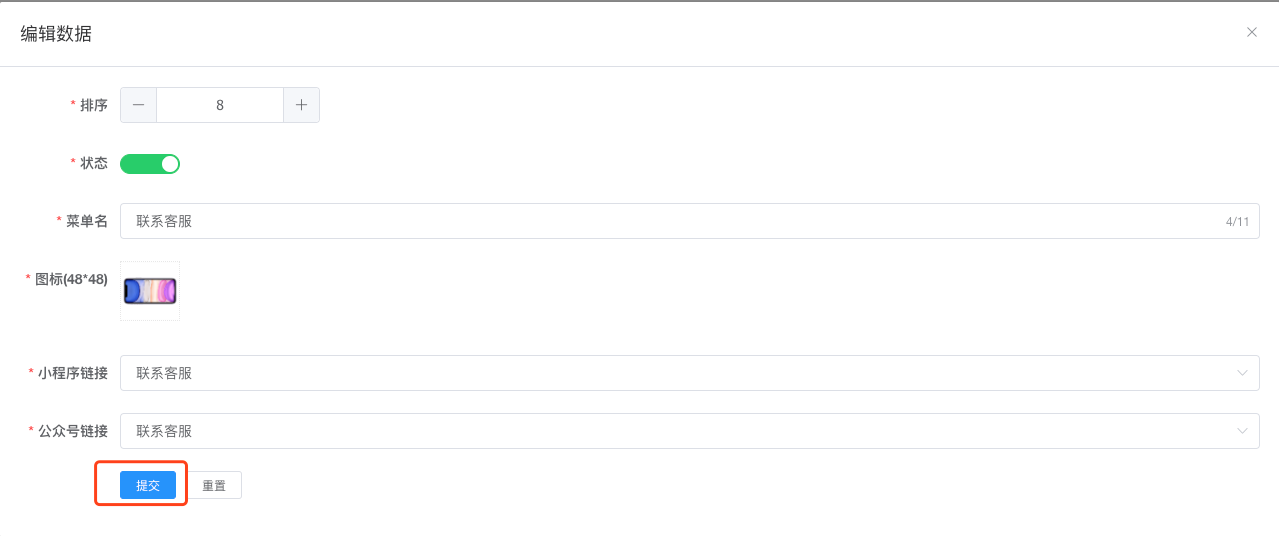 编辑数据
* 排序 8
* 状态
* 菜单名 联系客服 4/11
* 图标(48*48)
* 小程序链接 联系客服
* 公众号链接 联系客服
提交 重置